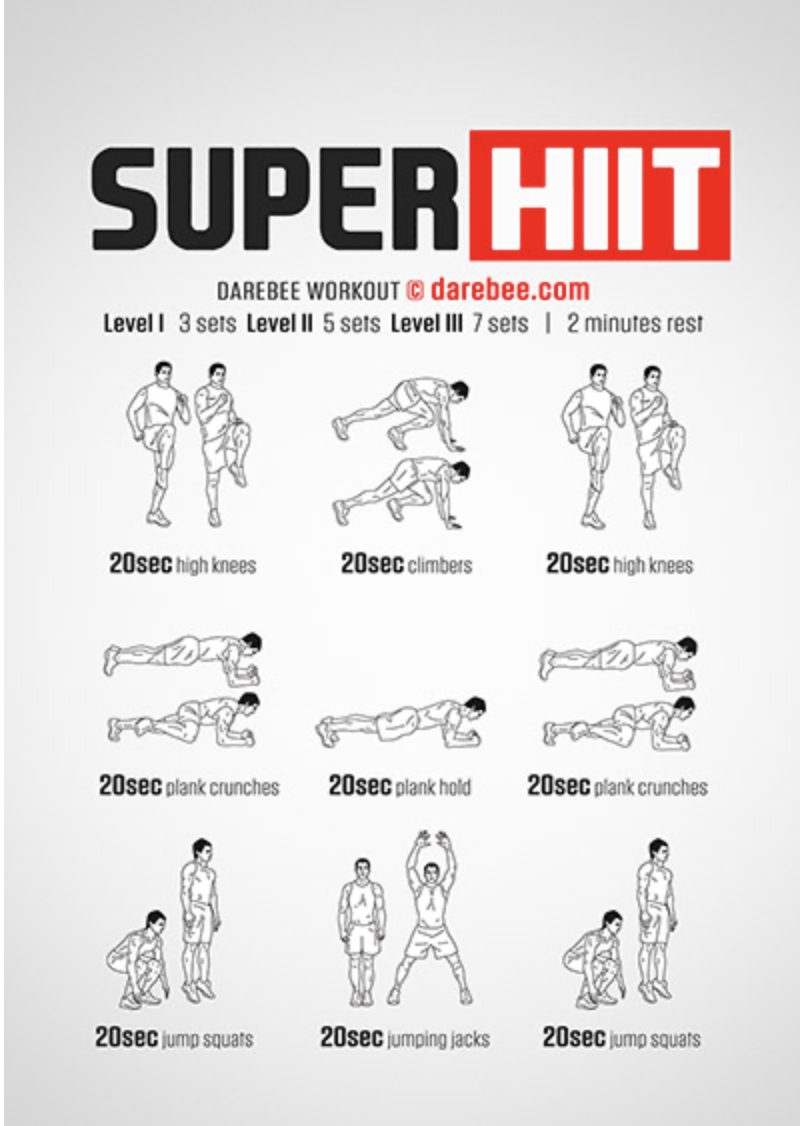 SUPER HIIT
DAREBEE WORKOUT © darebee.com
Level I 3 sets Level II 5 sets Level III 7 sets | 2 minutes rest
20sec high knees
20sec climbers
20sec high knees
20sec plank crunches
20sec plank hold
20sec plank crunches
20sec jump squats
20sec jumping jacks
20sec jump squats